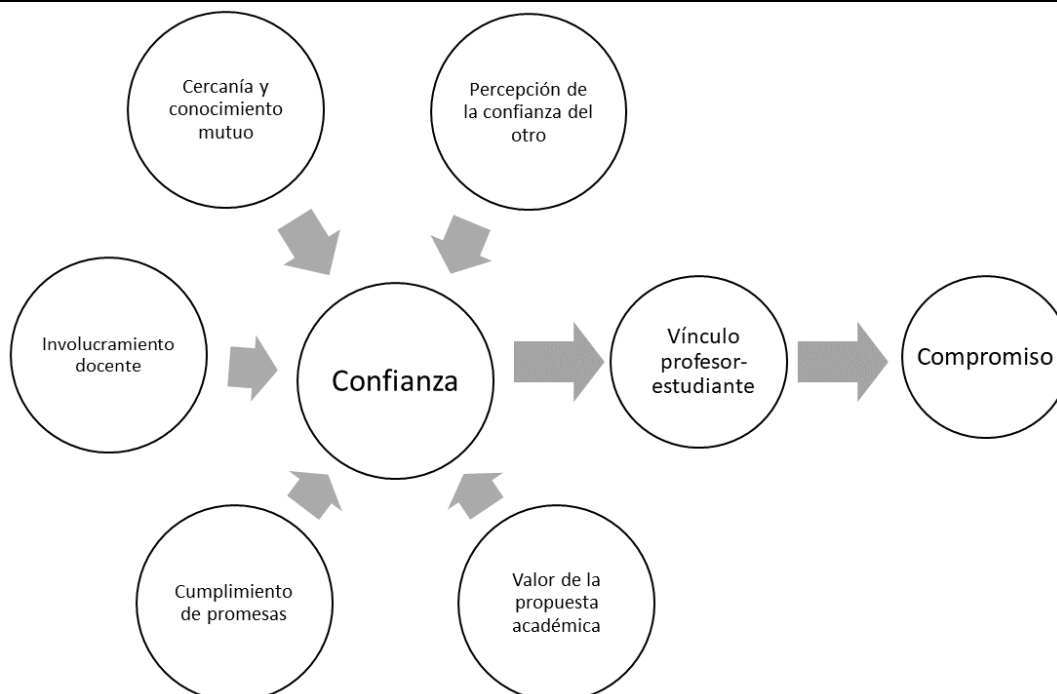 Cercanía y
conocimiento
mutuo
Percepción de
la confianza del
otro
Involucramiento
docente
Confianza
Vínculo
profesor-
estudiante
Compromiso
Cumplimiento
de promesas
Valor de la
propuesta
académica